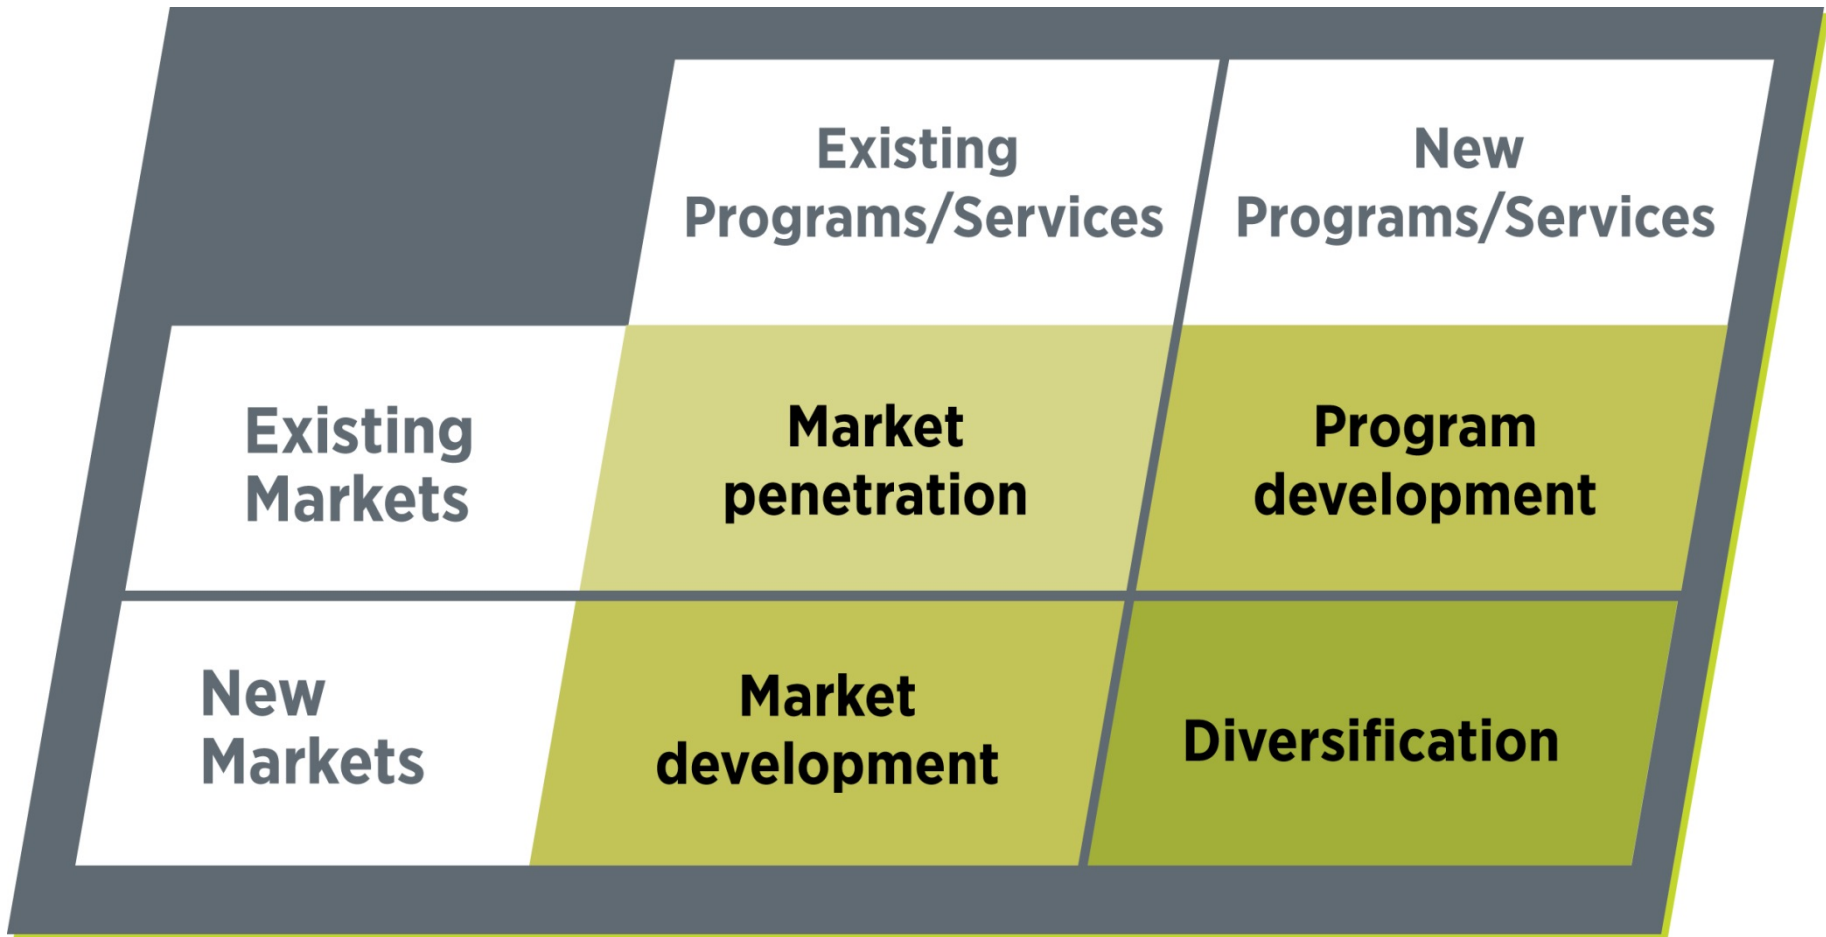 Existing
Programs/Services
New
Programs/Services
Existing
Markets
Market
penetration
Program
development
New
Markets
Market
development
Diversification